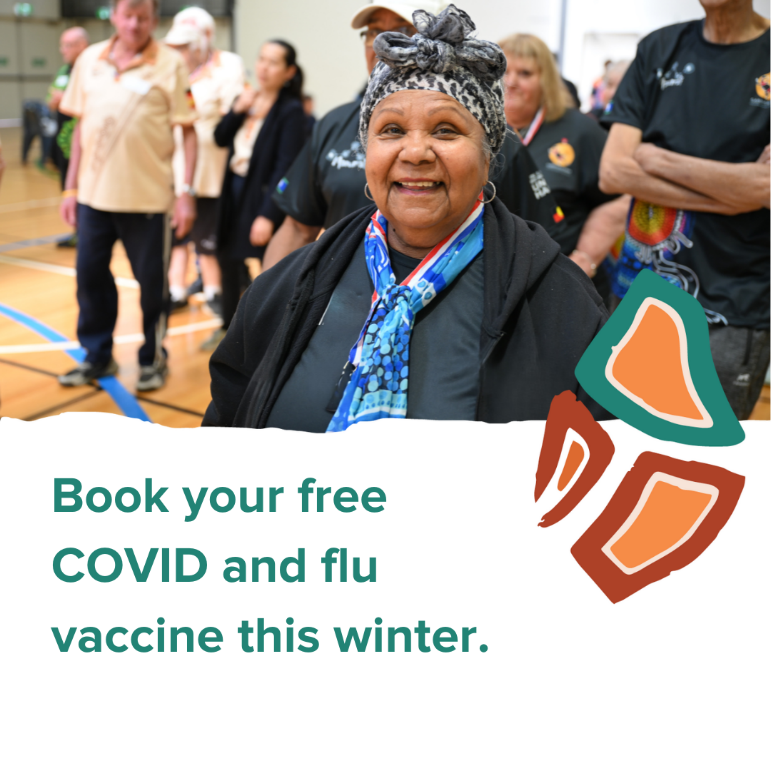 Book your free
COVID and flu
vaccine this winter.